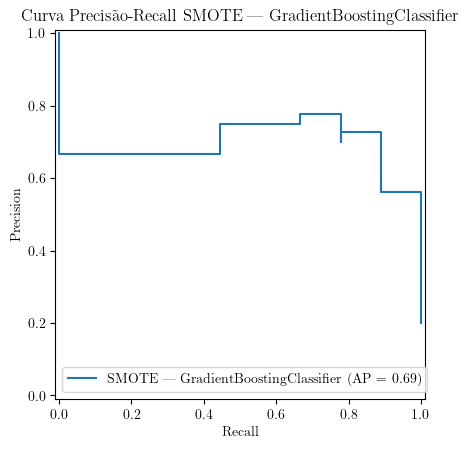 Curva Precisão-Recall SMOTE — GradientBoostingClassifier
1.0
0.8
0.6
0.4
0.2
0.0
Precision
SMOTE — GradientBoostingClassifier (AP = 0.69)
0.0 0.2 0.4 0.6 0.8 1.0
Recall